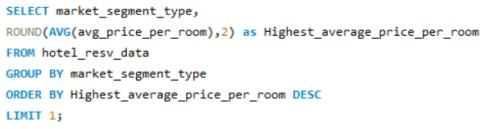 SELECT market_segment_type,
ROUND(AVG(avg_price_per_room),2) as Highest_average_price_per_room
FROM hotel_resv_data
GROUP BY market_segment_type
ORDER BY Highest_average_price_per_room DESC
LIMIT 1;